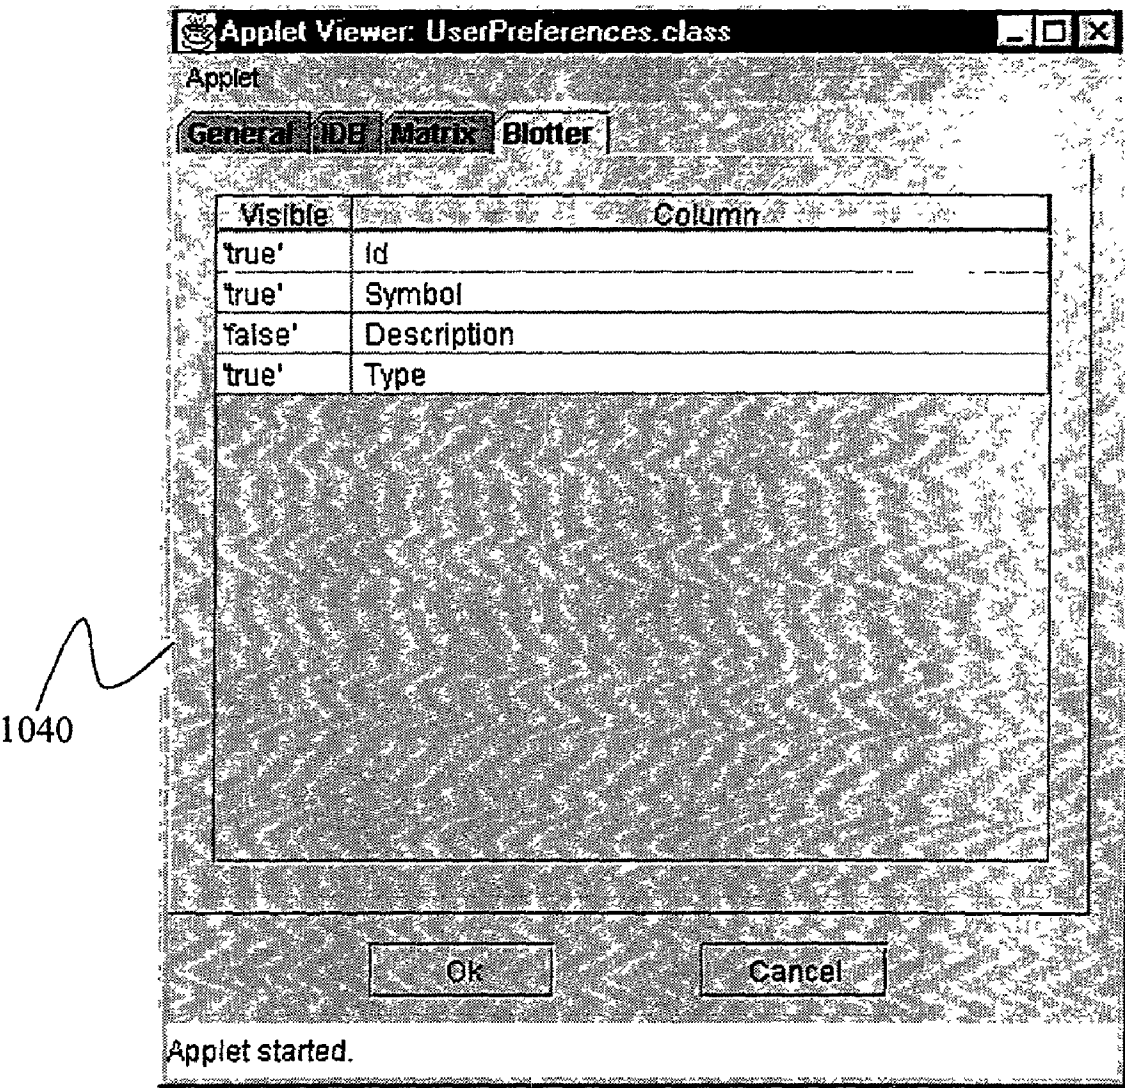 Applet Viewer: UserPreferences.class
Applet
General IDB Matrix Blotter
Visible Column
'true' Id
'true' Symbol
'false' Description
'true' Type
1040
Ok Cancel
Applet started.